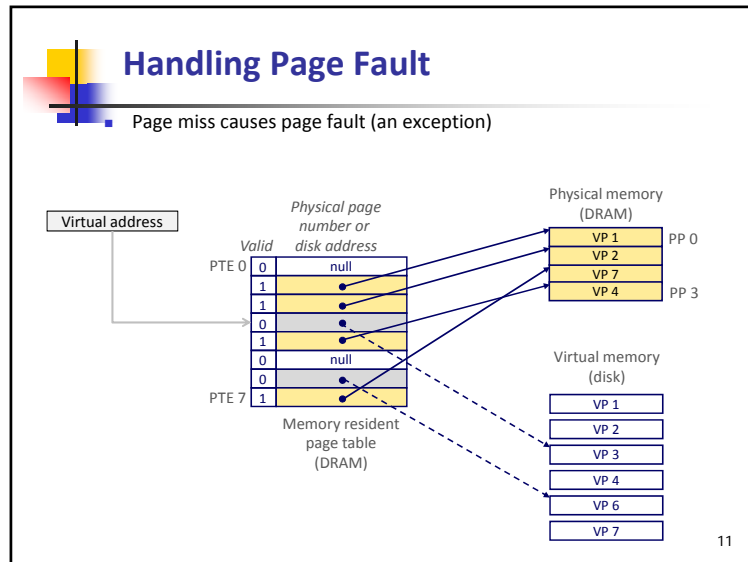 Handling Page Fault
Page miss causes page fault (an exception)
Virtual address
Physical page
number or
disk address
Valid
PTE 0
0
null
1
1
0
1
0
null
0
PTE 7
1
Memory resident
page table
(DRAM)
Physical memory
(DRAM)
VP 1
PP 0
VP 2
VP 7
VP 4
PP 3
Virtual memory
(disk)
VP 1
VP 2
VP 3
VP 4
VP 6
VP 7
11